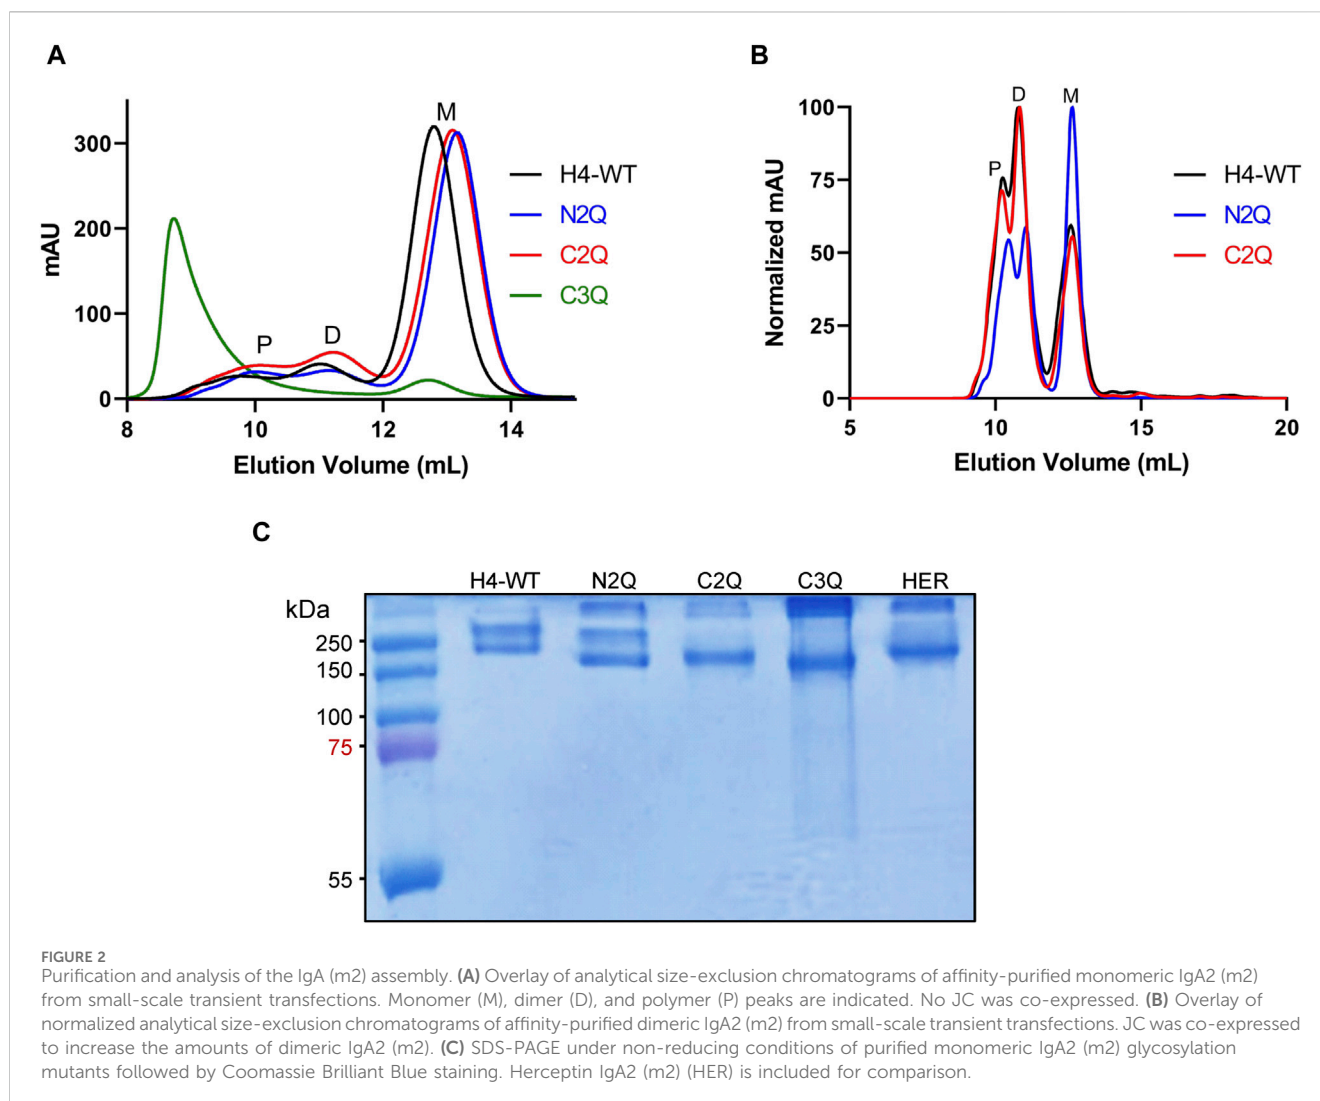 A
B
M
P
D
300
200
100
0
mAU
8
10
12
14
Elution Volume (mL)
H4-WT
N2Q
C2Q
C3Q
P
D
M
100
75
50
25
0
Normalized mAU
5
10
15
20
Elution Volume (mL)
H4-WT
N2Q
C2Q
C
kDa
H4-WT
N2Q
C2Q
C3Q
HER
250
150
100
75
55
FIGURE 2
Purification and analysis of the IgA (m2) assembly. (A) Overlay of analytical size-exclusion chromatograms of affinity-purified monomeric IgA2 (m2)
from small-scale transient transfections. Monomer (M), dimer (D), and polymer (P) peaks are indicated. No JC was co-expressed. (B) Overlay of
normalized analytical size-exclusion chromatograms of affinity-purified dimeric IgA2 (m2) from small-scale transient transfections. JC was co-expressed
to increase the amounts of dimeric IgA2 (m2). (C) SDS-PAGE under non-reducing conditions of purified monomeric IgA2 (m2) glycosylation
mutants followed by Coomassie Brilliant Blue staining. Herceptin IgA2 (m2) (HER) is included for comparison.